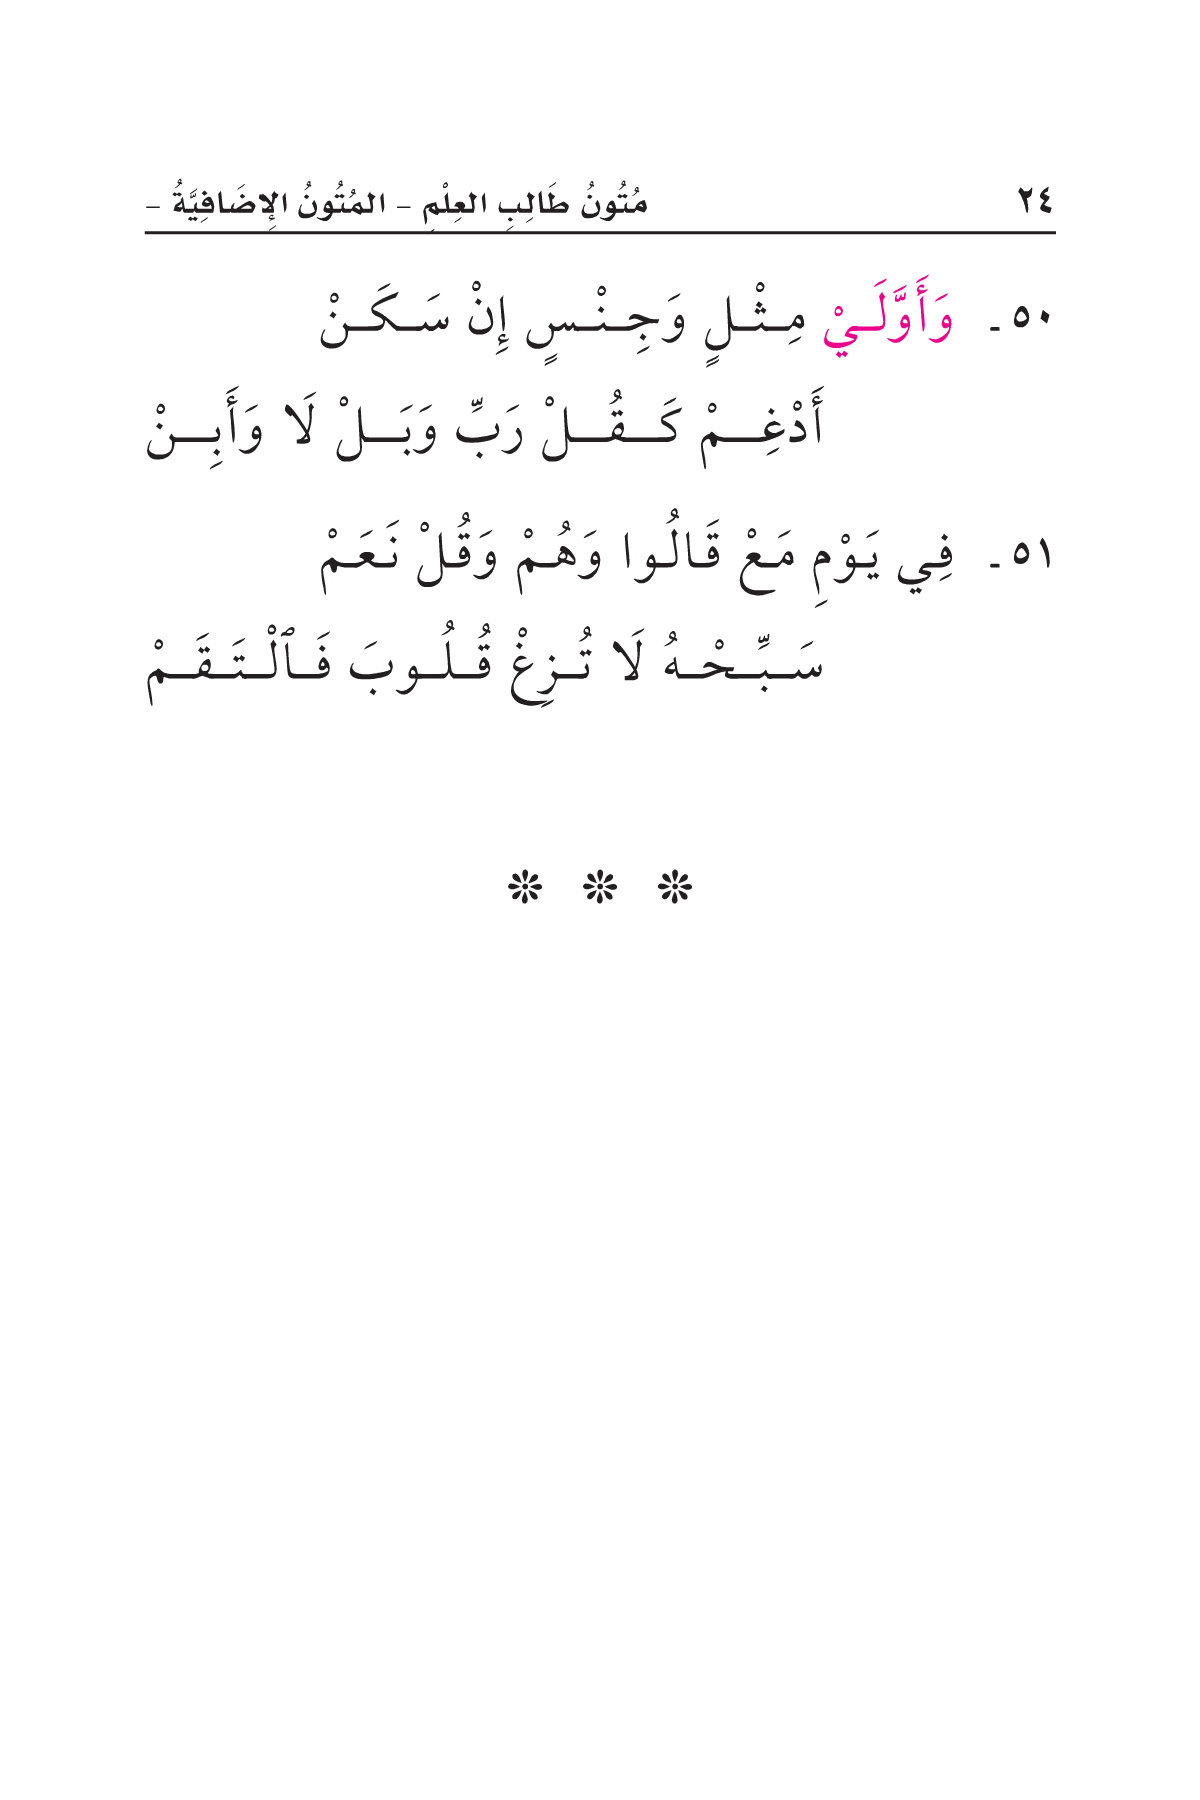 ٢٤ مُتُونُ طَالِبِ العِلْمِ - المُتُونُ الإِضَافِيَّةُ -
٥٠ ـ وَأَوَّلَيْ مِثْلٍ وَجِنْسٍ إِنْ سَكَنْ
أَدْغِمْ كَقُلْ رَبِّ وَبَلْ لَا وَأَبِنْ
٥١ ـ فِي يَوْمِ مَعْ قَالُوا وَهُمْ وَقُلْ نَعَمْ
سَبِّحْهُ لَا تُزِغْ قُلُوبَ فَٱلْتَقَمْ